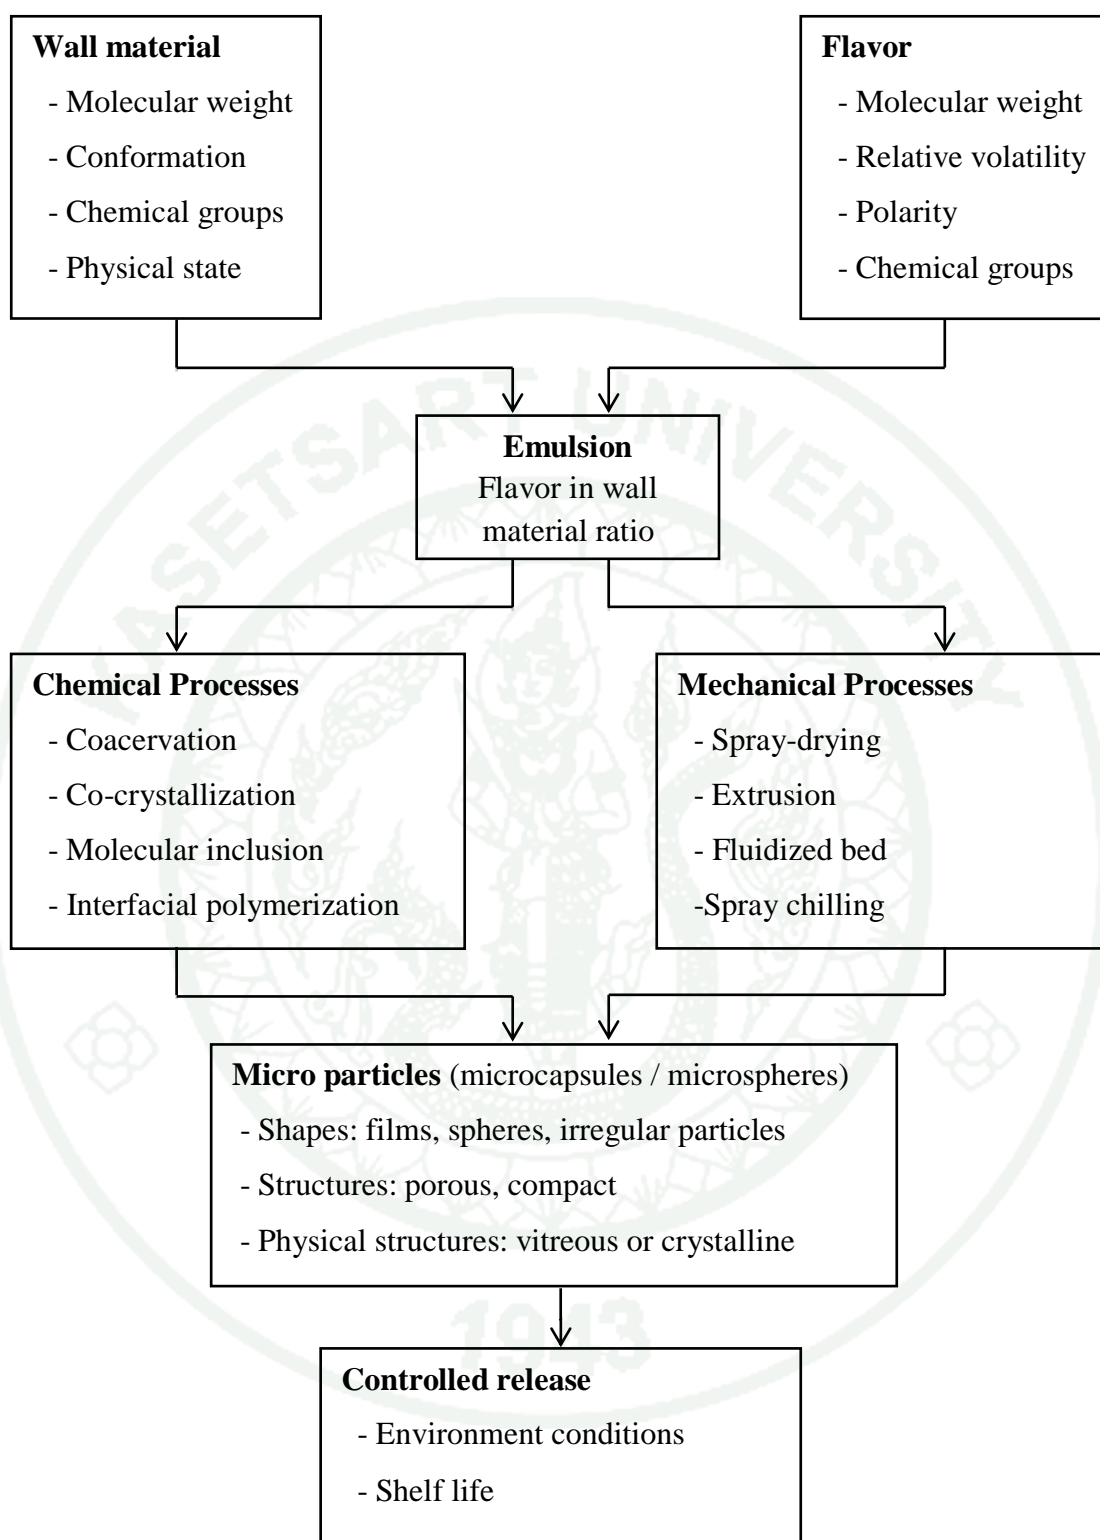 Wall material
- Molecular weight
- Conformation
- Chemical groups
- Physical state
Flavor
- Molecular weight
- Relative volatility
- Polarity
- Chemical groups
Emulsion
Flavor in wall
material ratio
Chemical Processes
- Coacervation
- Co-crystallization
- Molecular inclusion
- Interfacial polymerization
Mechanical Processes
- Spray-drying
- Extrusion
- Fluidized bed
-Spray chilling
Micro particles (microcapsules / microspheres)
- Shapes: films, spheres, irregular particles
- Structures: porous, compact
- Physical structures: vitreous or crystalline
Controlled release
- Environment conditions
- Shelf life
KASETSART UNIVERSITY
1943